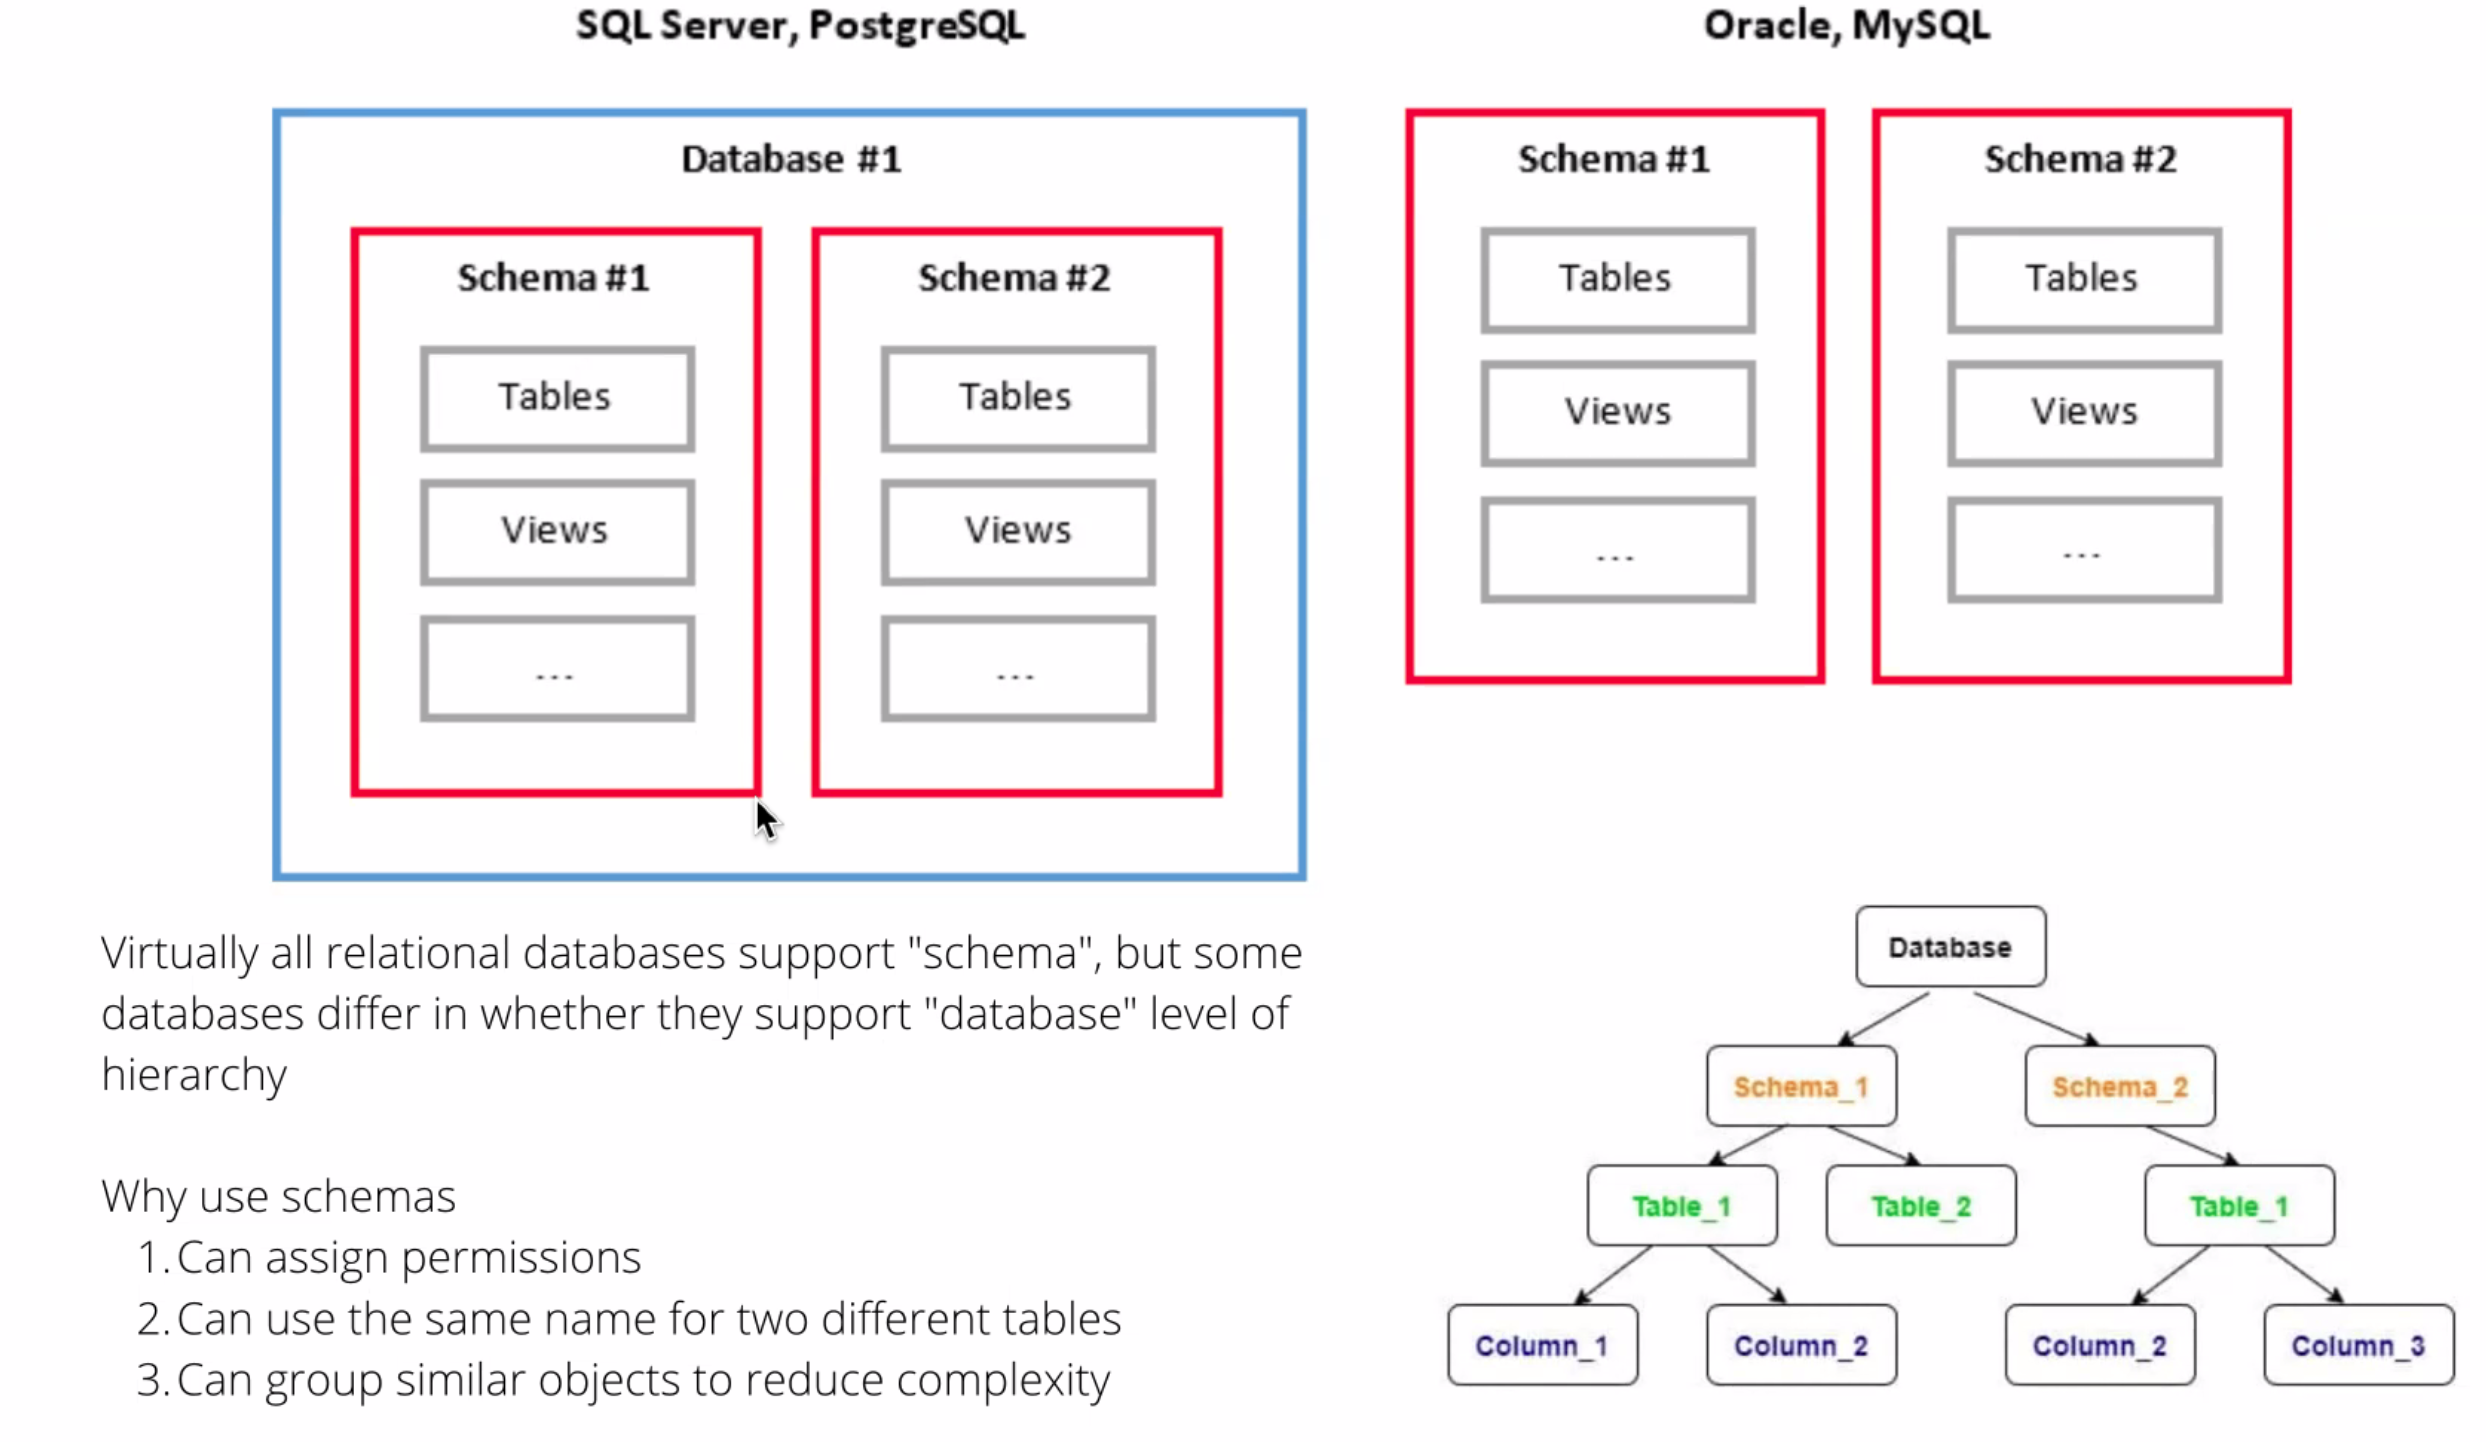 SQL Server, PostgreSQL
Database #1
Schema #1
Tables
Views
...
Schema #2
Tables
Views
...
Oracle, MySQL
Schema #1
Tables
Views
...
Schema #2
Tables
Views
...
Virtually all relational databases support "schema", but some
databases differ in whether they support "database" level of
hierarchy
Why use schemas
1. Can assign permissions
2. Can use the same name for two different tables
3. Can group similar objects to reduce complexity
Database
Schema_1
Schema_2
Table_1
Table_2
Table_1
Column_1
Column_2
Column_2
Column_3